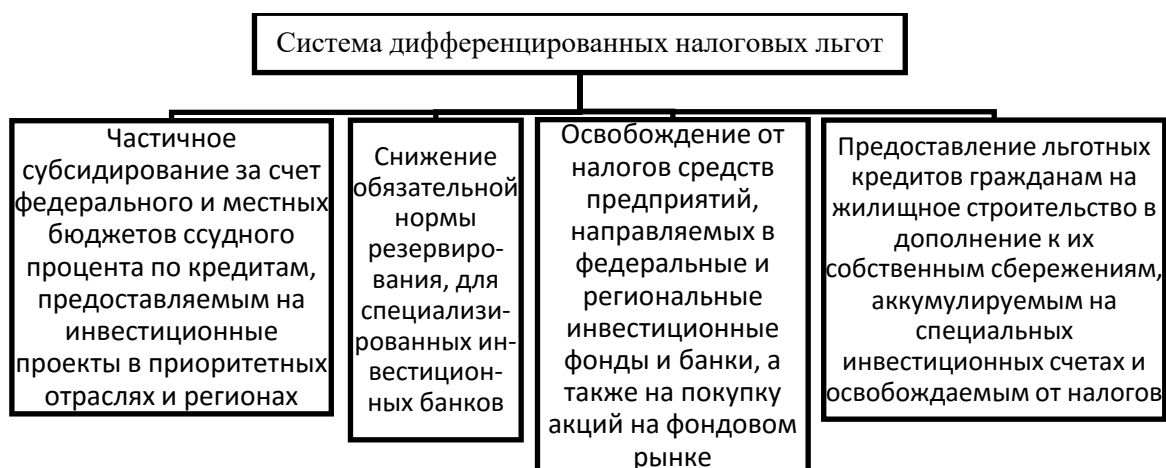 Система дифференцированных налоговых льгот
Частичное
субсидирование за счет
федерального и местных
бюджетов ссудного
процента по кредитам,
предоставляемым на
инвестиционные
проекты в приоритетных
отраслях и регионах
Снижение
обязательной
нормы
резервиро-
вания, для
специализи-
рованных ин-
вестицион-
ных банков
Освобождение от
налогов средств
предприятий,
направляемых в
федеральные и
региональные
инвестиционные
фонды и банки, а
также на покупку
акций на фондовом
рынке
Предоставление льготных
кредитов гражданам на
жилищное строительство в
дополнение к их
собственным сбережениям,
аккумулируемым на
специальных
инвестиционных счетах и
освобождаемым от налогов